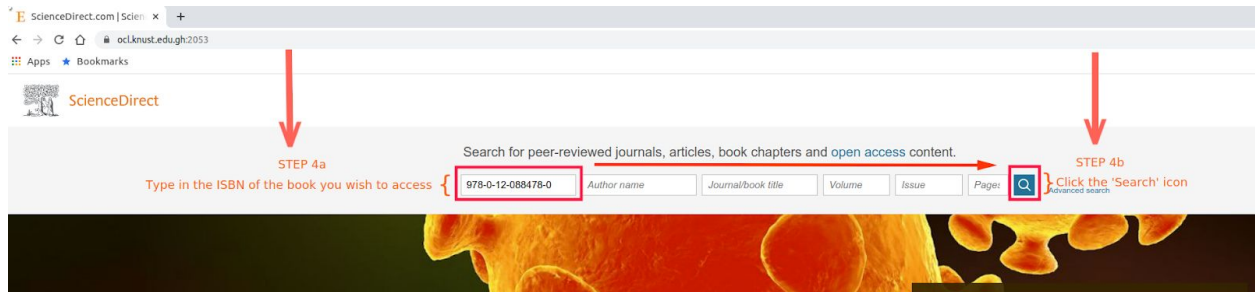 E ScienceDirect.com | Scien × +
ocl.knust.edu.gh:2053
Apps Bookmarks
ScienceDirect
Search for peer-reviewed journals, articles, book chapters and open access content.
STEP 4a
STEP 4b
Type in the ISBN of the book you wish to access { 978-0-12-088478-0 Author name Journal/book title Volume Issue Page: } Click the 'Search' icon
Advanced search